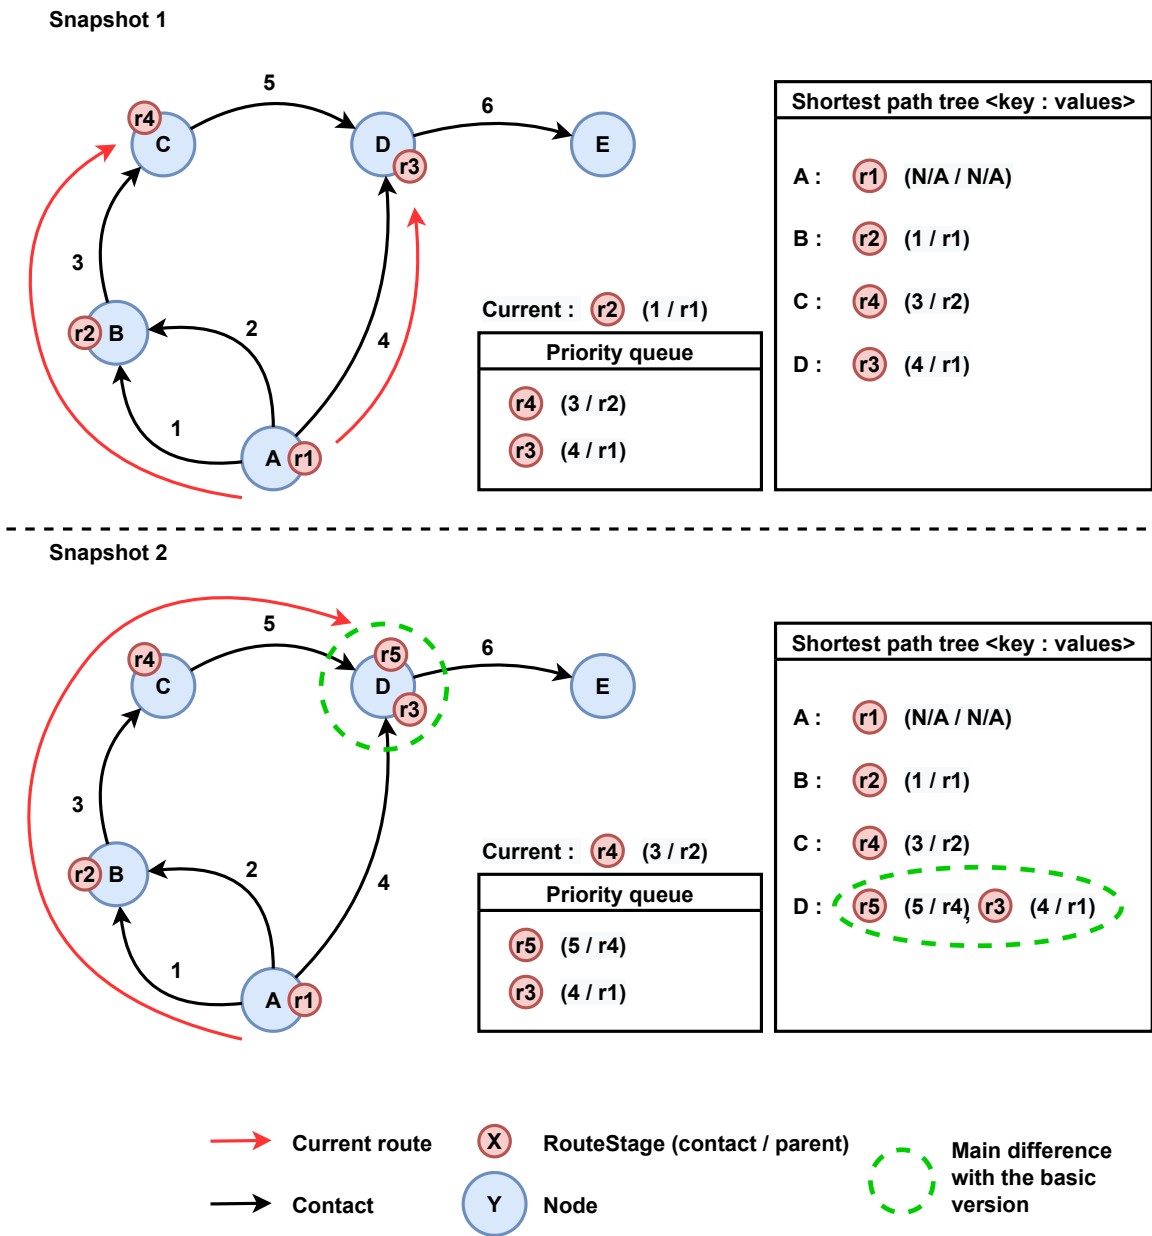 Snapshot 1
5
6
r4
C
D
r3
E
3
2
4
r2
B
1
A
r1
Current : r2 (1 / r1)
Priority queue
r4 (3 / r2)
r3 (4 / r1)
Shortest path tree <key : values>
A : r1 (N/A / N/A)
B : r2 (1 / r1)
C : r4 (3 / r2)
D : r3 (4 / r1)
Snapshot 2
5
6
r4
C
r5
D
r3
E
3
2
4
r2
B
1
A
r1
Current : r4 (3 / r2)
Priority queue
r5 (5 / r4)
r3 (4 / r1)
Shortest path tree <key : values>
A : r1 (N/A / N/A)
B : r2 (1 / r1)
C : r4 (3 / r2)
D : r5 (5 / r4), r3 (4 / r1)
Current route
X RouteStage (contact / parent)
Contact
Y Node
Main difference
with the basic
version